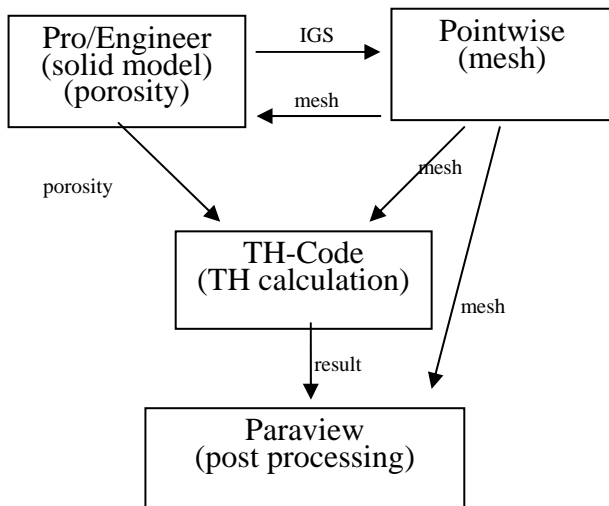 Pro/Engineer
(solid model)
(porosity)
IGS
Pointwise
(mesh)
mesh
porosity
mesh
TH-Code
(TH calculation)
mesh
result
Paraview
(post processing)